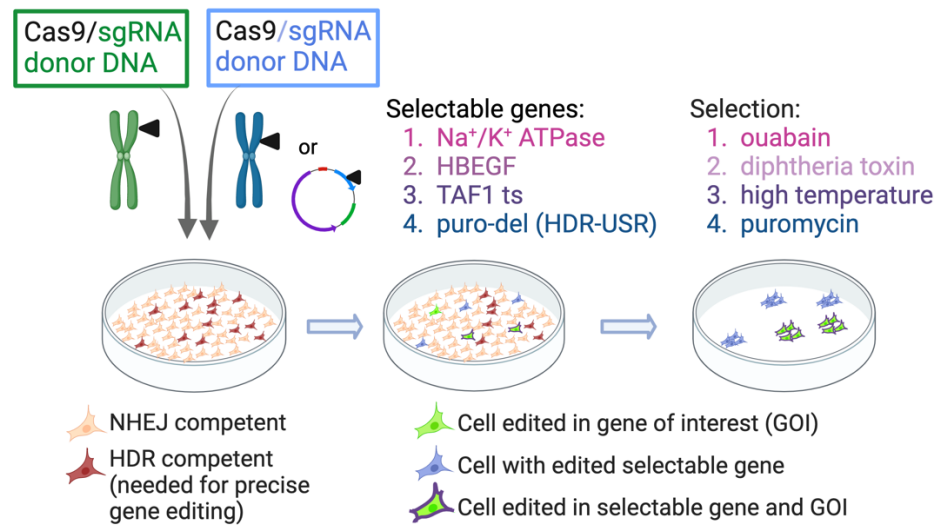 Cas9/sgRNA
donor DNA
Cas9/sgRNA
donor DNA
or
Selectable genes:
1. Na⁺/K⁺ ATPase
2. HBEGF
3. TAF1 ts
4. puro-del (HDR-USR)
Selection:
1. ouabain
2. diphtheria toxin
3. high temperature
4. puromycin
NHEJ competent
HDR competent
(needed for precise
gene editing)
Cell edited in gene of interest (GOI)
Cell with edited selectable gene
Cell edited in selectable gene and GOI